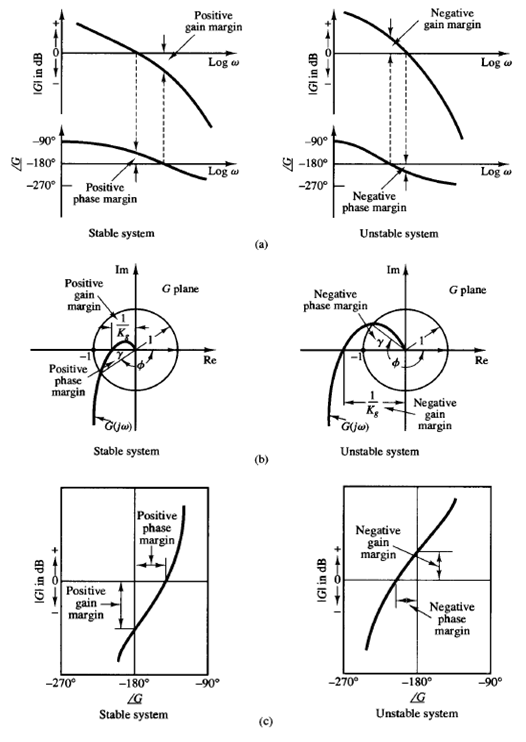 Positive
gain margin
|G| in dB
+
0
−
Log ω
−90°
−180°
−270°
/G
Log ω
Positive
phase margin
Stable system
Negative
gain margin
|G| in dB
+
0
−
Log ω
−90°
−180°
−270°
/G
Log ω
Negative
phase margin
Unstable system
(a)
Im
G plane
Positive
gain
margin
1
Kg
1
−1
γ
ϕ
Re
Positive
phase
margin
G(jω)
Stable system
Im
G plane
Negative
phase margin
1
−1
γ
ϕ
Re
1
Kg
Negative
gain
margin
G(jω)
Unstable system
(b)
Positive
phase
margin
|G| in dB
+
0
−
Positive
gain
margin
−270°
−180°
−90°
/G
Stable system
Negative
gain
margin
|G| in dB
+
0
−
Negative
phase
margin
−270°
−180°
−90°
/G
Unstable system
(c)